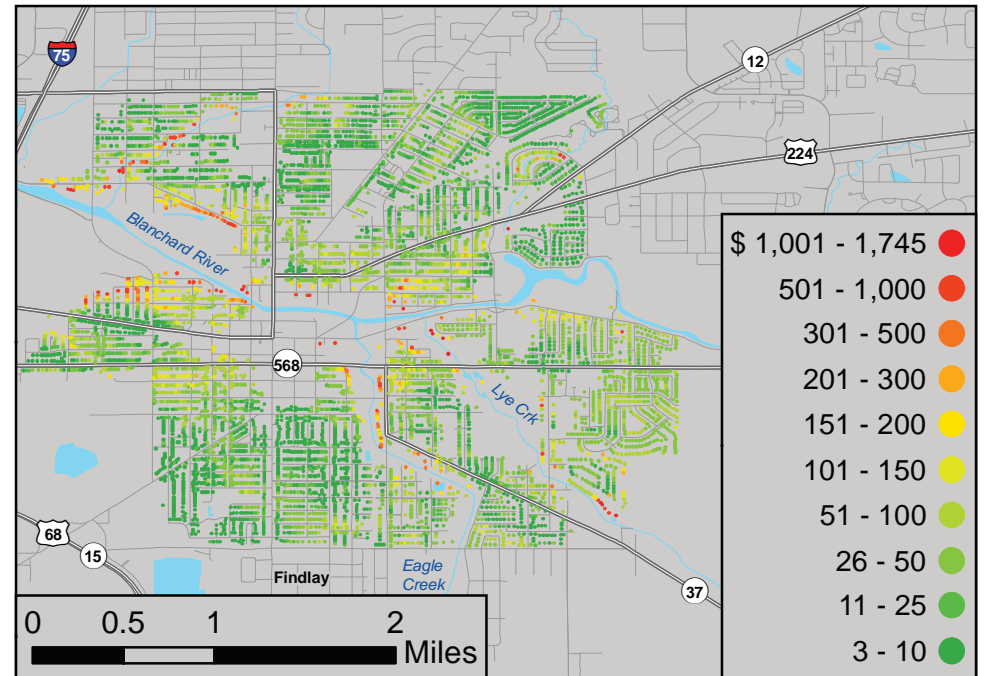 75
12
224
Blanchard River
568
Lye Crk
68
15
Findlay
Eagle
Creek
37
$ 1,001 - 1,745
501 - 1,000
301 - 500
201 - 300
151 - 200
101 - 150
51 - 100
26 - 50
11 - 25
3 - 10
0 0.5 1 2
Miles